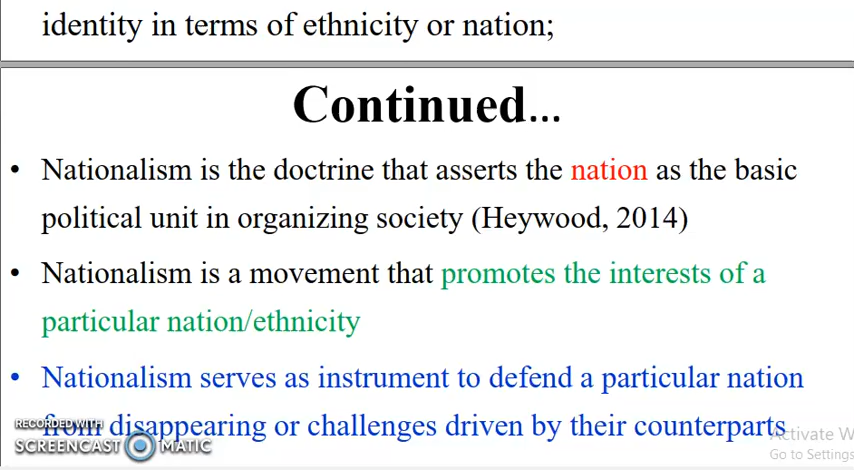 identity in terms of ethnicity or nation;
Continued...
• Nationalism is the doctrine that asserts the nation as the basic
political unit in organizing society (Heywood, 2014)
• Nationalism is a movement that promotes the interests of a
particular nation/ethnicity
• Nationalism serves as instrument to defend a particular nation
from disappearing or challenges driven by their counterparts
RECORDED WITH
SCREENCAST MATIC
Activate W
Go to Settings